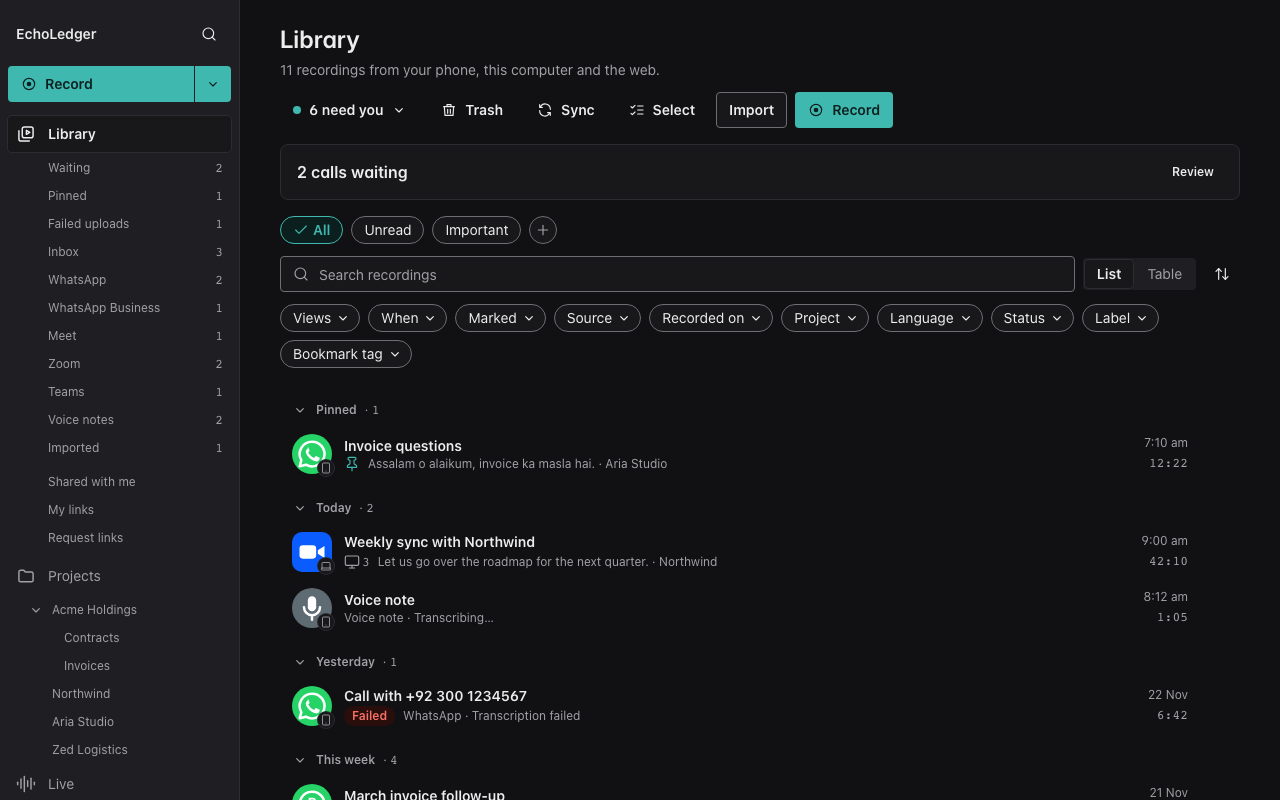 EchoLedger
Record
Library
Waiting 2
Pinned 1
Failed uploads 1
Inbox 3
WhatsApp 2
WhatsApp Business 1
Meet 1
Zoom 2
Teams 1
Voice notes 2
Imported 1
Shared with me
My links
Request links
Projects
Acme Holdings
Contracts
Invoices
Northwind
Aria Studio
Zed Logistics
Live
Library
11 recordings from your phone, this computer and the web.
6 need you Trash Sync Select Import Record
2 calls waiting Review
All Unread Important
Search recordings List Table
Views When Marked Source Recorded on Project Language Status Label
Bookmark tag
Pinned · 1
Invoice questions 7:10 am
Assalam o alaikum, invoice ka masla hai. · Aria Studio 12:22
Today · 2
Weekly sync with Northwind 9:00 am
3 Let us go over the roadmap for the next quarter. · Northwind 42:10
Voice note 8:12 am
Voice note · Transcribing... 1:05
Yesterday · 1
Call with +92 300 1234567 22 Nov
Failed WhatsApp · Transcription failed 6:42
This week · 4
March invoice follow-up 21 Nov